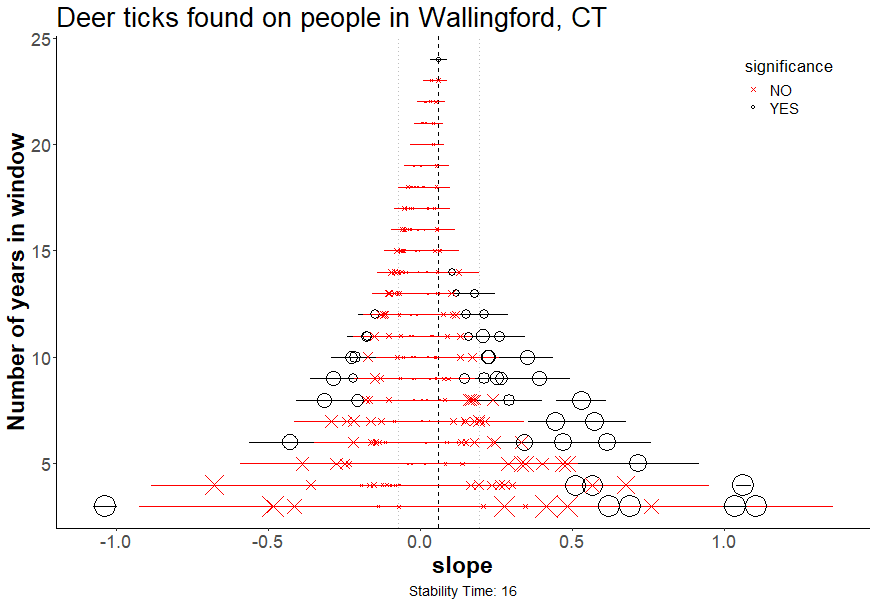 Deer ticks found on people in Wallingford, CT
25
20
15
10
5
Number of years in window
significance
NO
YES
-1.0 -0.5 0.0 0.5 1.0
slope
Stability Time: 16